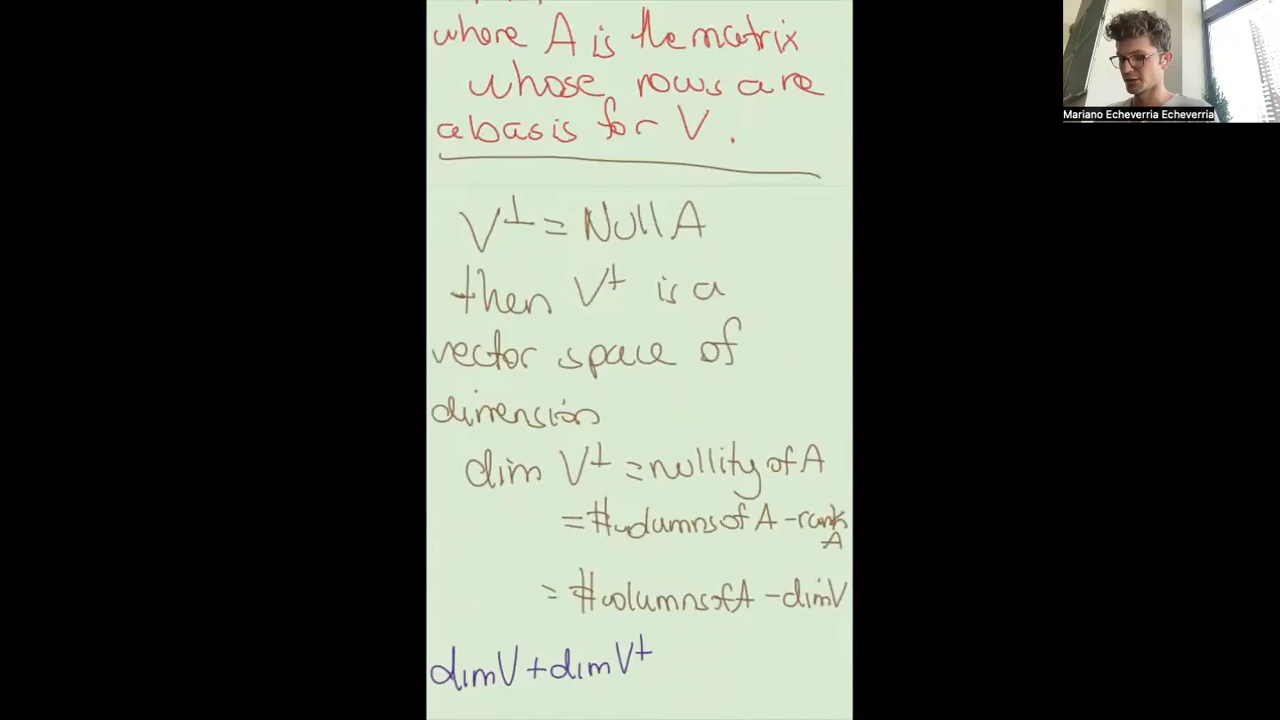 where A is the matrix
whose rows are
a basis for V.
V⊥ = Null A
then V⊥ is a
vector space of
dimension
dim V⊥ = nullity of A
= # columns of A - rank
A
= # columns of A - dim V
dim V + dim V⊥
Mariano Echeverria Echeverria